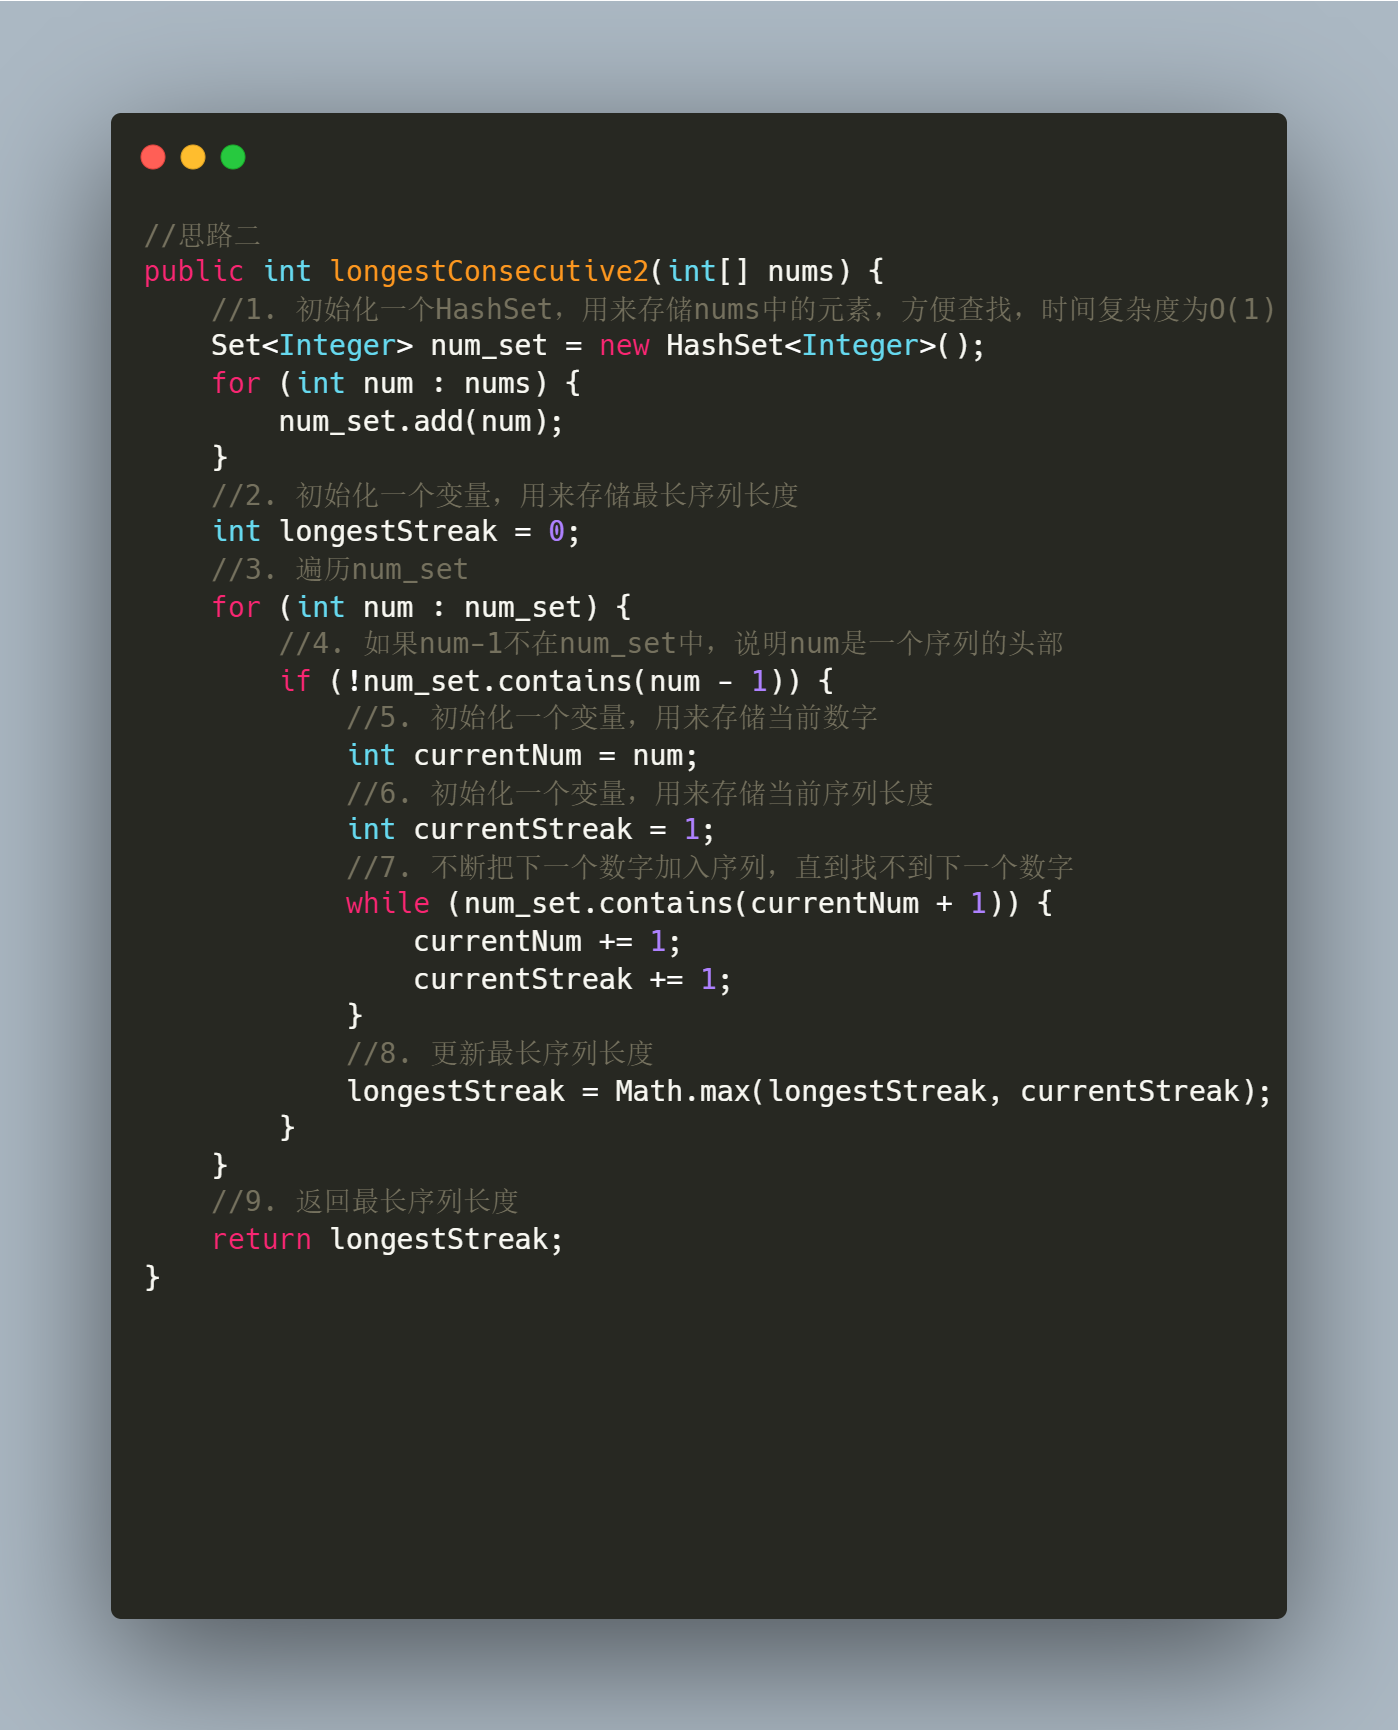 //思路二
public int longestConsecutive2(int[] nums) {
    //1. 初始化一个HashSet，用来存储nums中的元素，方便查找，时间复杂度为O(1)
    Set<Integer> num_set = new HashSet<Integer>();
    for (int num : nums) {
        num_set.add(num);
    }
    //2. 初始化一个变量，用来存储最长序列长度
    int longestStreak = 0;
    //3. 遍历num_set
    for (int num : num_set) {
        //4. 如果num-1不在num_set中，说明num是一个序列的头部
        if (!num_set.contains(num - 1)) {
            //5. 初始化一个变量，用来存储当前数字
            int currentNum = num;
            //6. 初始化一个变量，用来存储当前序列长度
            int currentStreak = 1;
            //7. 不断把下一个数字加入序列，直到找不到下一个数字
            while (num_set.contains(currentNum + 1)) {
                currentNum += 1;
                currentStreak += 1;
            }
            //8. 更新最长序列长度
            longestStreak = Math.max(longestStreak, currentStreak);
        }
    }
    //9. 返回最长序列长度
    return longestStreak;
}